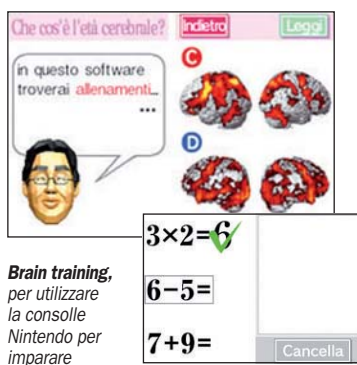 Che cos'è l'età cerebrale?
Indietro
Leggi
in questo software
troverai allenamenti...
...
C
D
3×2=6
6-5=
7+9=
Cancella
Brain training,
per utilizzare
la consolle
Nintendo per
imparare